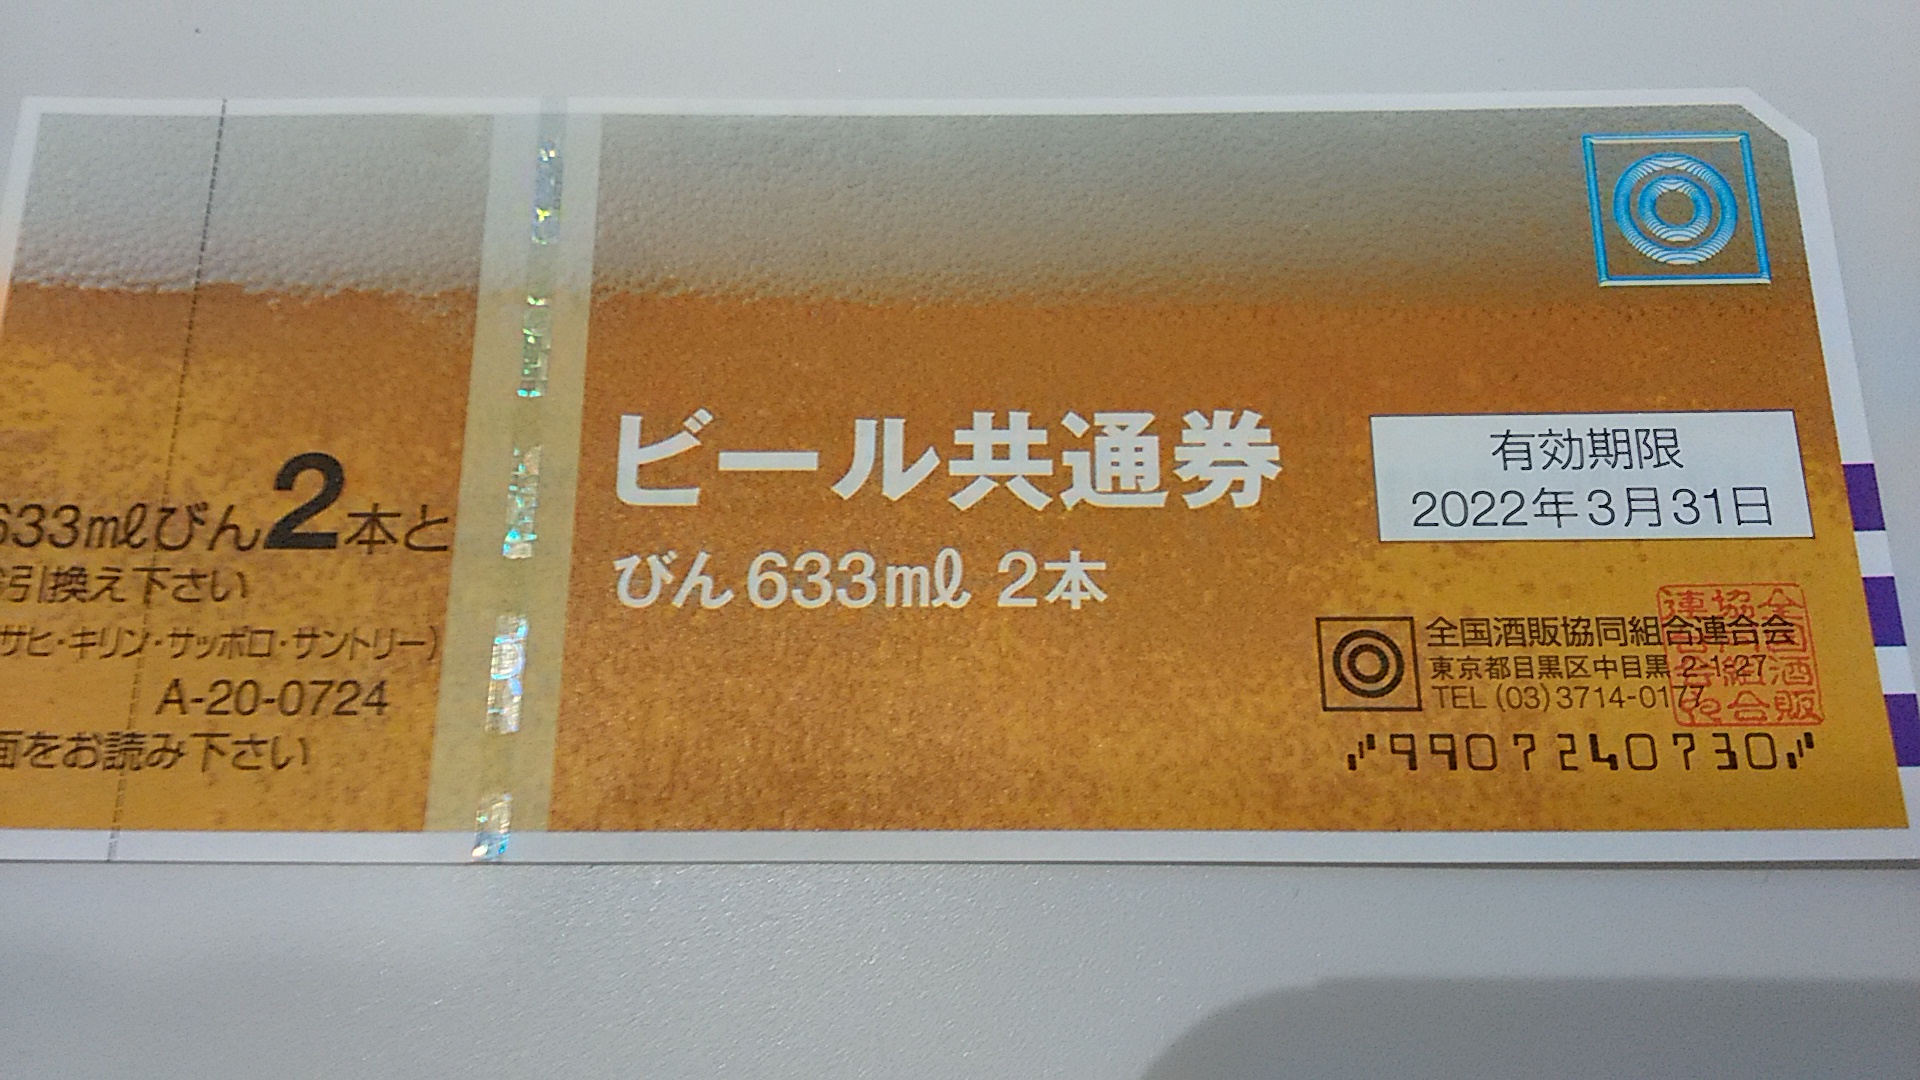 633mlびん2本と
引換え下さい
サヒ・キリン・サッポロ・サントリー）
A-20-0724
面をお読み下さい
ビール共通券
びん633ml 2本
有効期限
2022年3月31日
全国酒販協同組合連合会
東京都目黒区中目黒 2-1-27
TEL (03) 3714-0177
9907240730